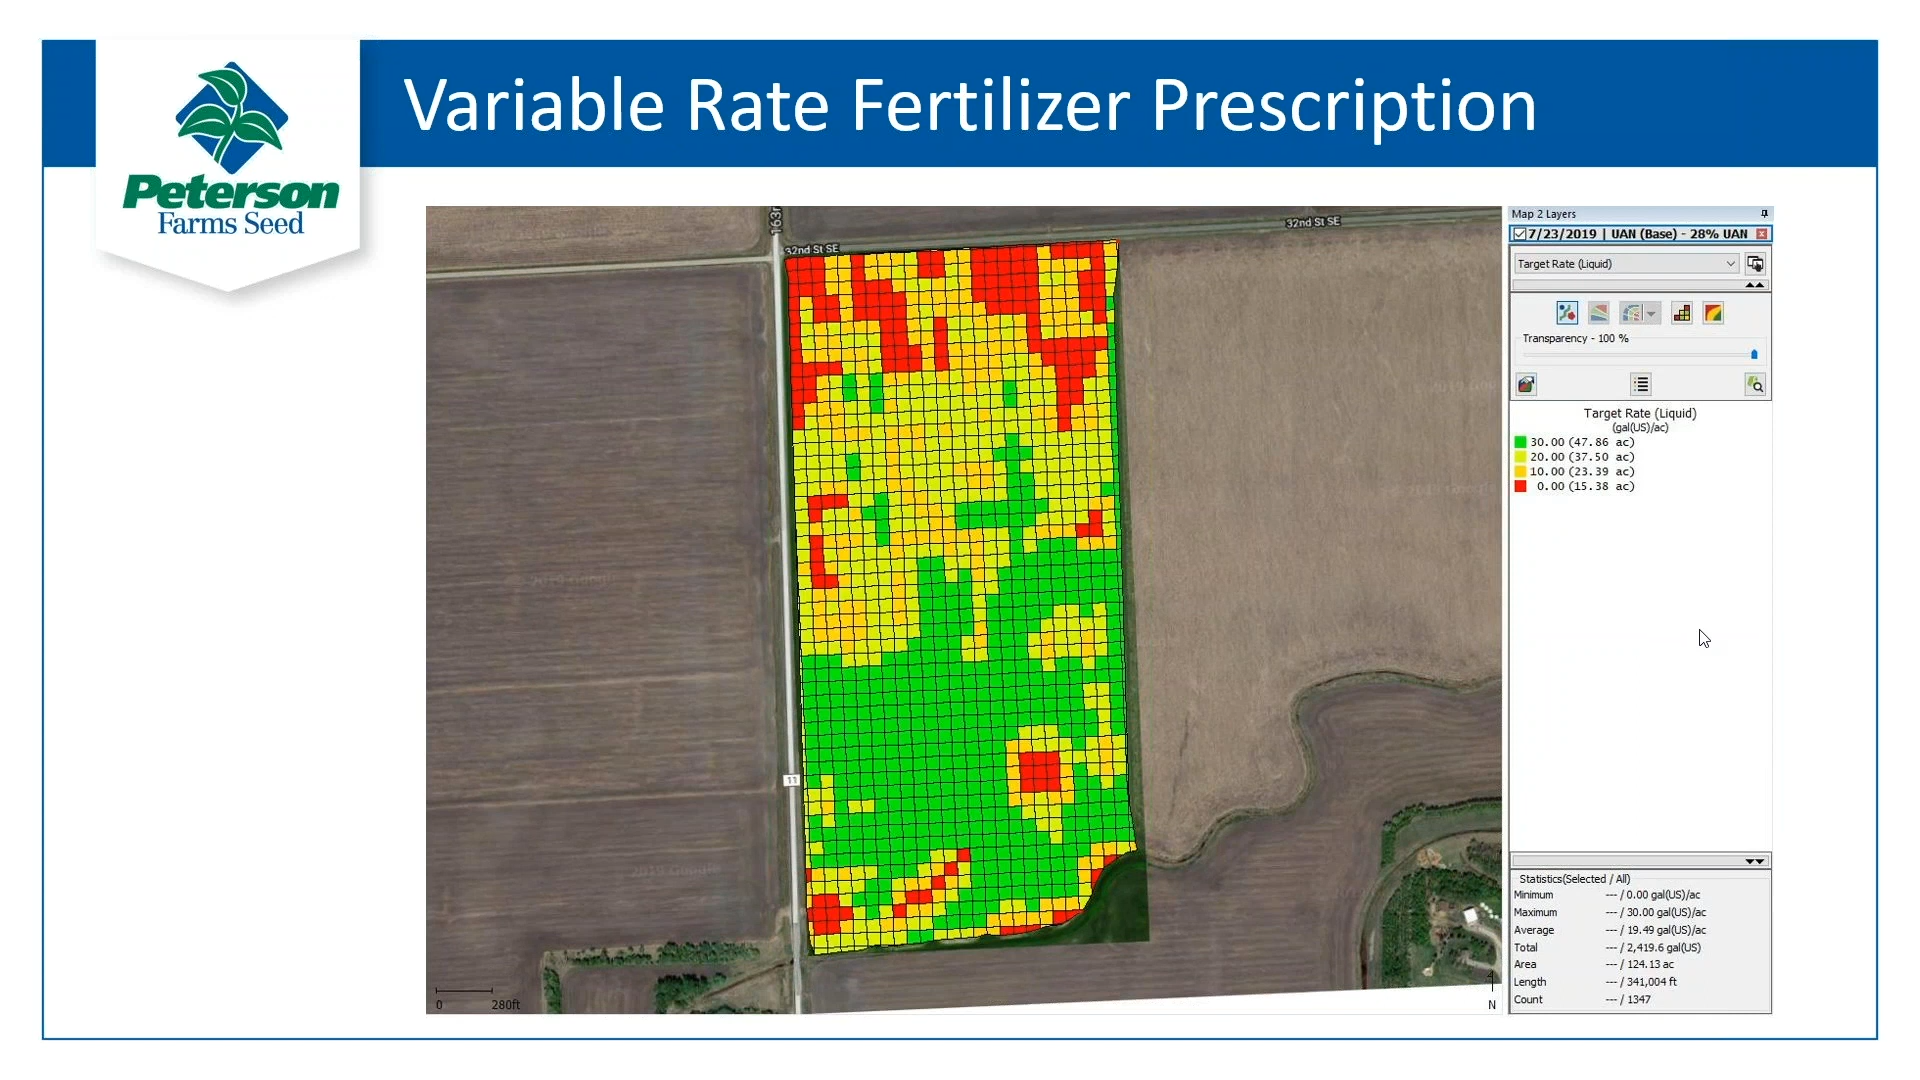 Variable Rate Fertilizer Prescription
Peterson
Farms Seed
163r
32nd St SE
32nd St SE
11
0 280ft
N
Map 2 Layers
7/23/2019 | UAN (Base) - 28% UAN
Target Rate (Liquid)
Transparency - 100 %
Target Rate (Liquid)
(gal(US)/ac)
30.00 (47.86 ac)
20.00 (37.50 ac)
10.00 (23.39 ac)
0.00 (15.38 ac)
Statistics(Selected / All)
Minimum --- / 0.00 gal(US)/ac
Maximum --- / 30.00 gal(US)/ac
Average --- / 19.49 gal(US)/ac
Total --- / 2,419.6 gal(US)
Area --- / 124.13 ac
Length --- / 341,004 ft
Count --- / 1347